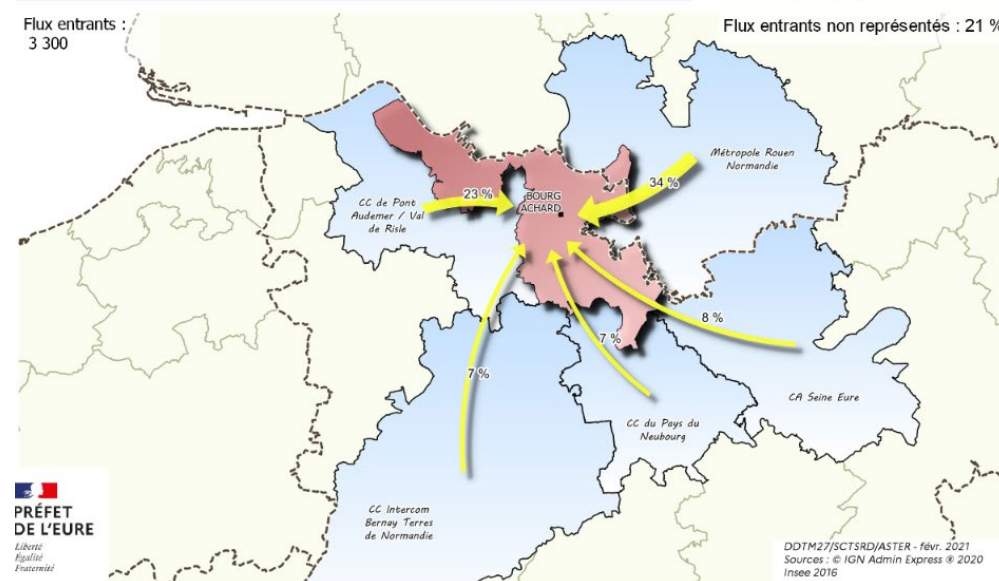 Flux entrants :
3 300
Flux entrants non représentés : 21 %
Métropole Rouen
Normandie
34 %
23 %
BOURG
ACHARD
CC de Pont
Audemer / Val
de Risle
8 %
7 %
7 %
CA Seine Eure
CC du Pays du
Neubourg
CC Intercom
Bernay Terres
de Normandie
PRÉFET
DE L'EURE
Liberté
Égalité
Fraternité
DDTM27/SCTSRD/ASTER - févr. 2021
Sources : © IGN Admin Express ® 2020
Insee 2016